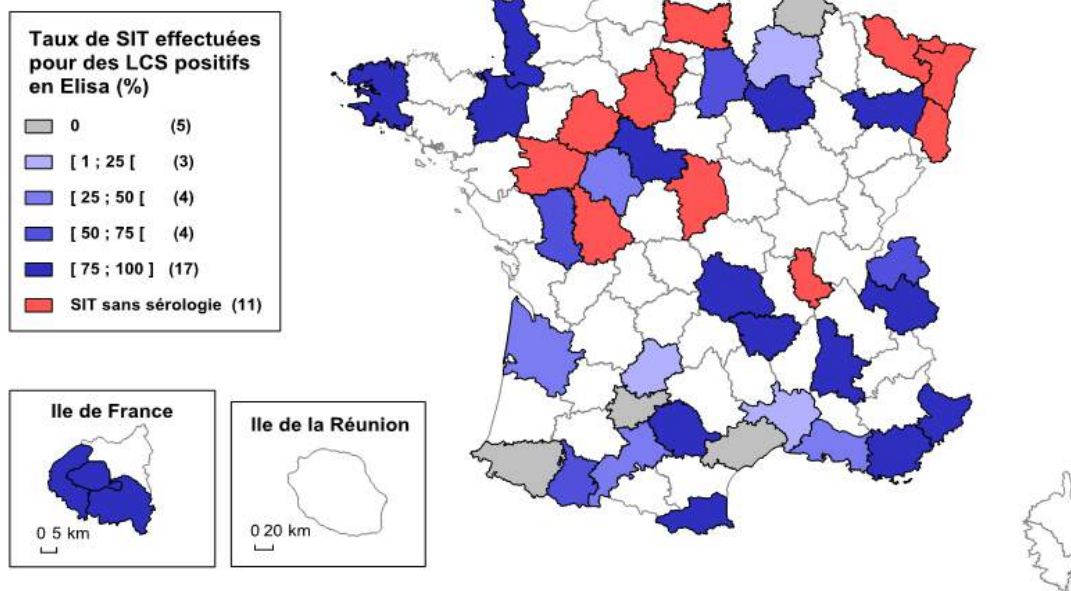 Taux de SIT effectuées
pour des LCS positifs
en Elisa (%)
0 (5)
[ 1 ; 25 [ (3)
[ 25 ; 50 [ (4)
[ 50 ; 75 [ (4)
[ 75 ; 100 ] (17)
SIT sans sérologie (11)
Ile de France
0 5 km
Ile de la Réunion
0 20 km